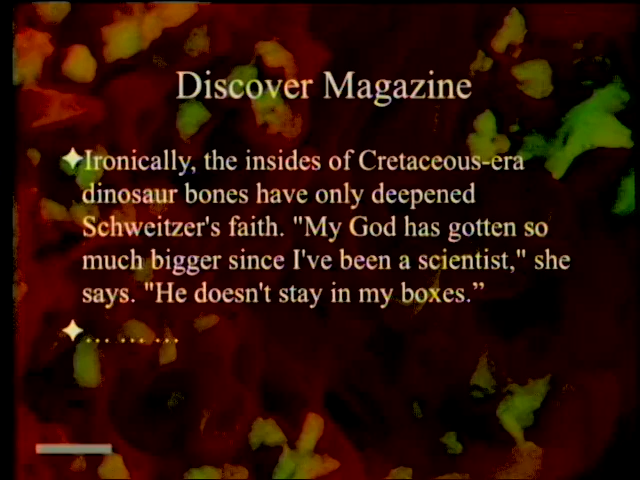 Discover Magazine
Ironically, the insides of Cretaceous-era
dinosaur bones have only deepened
Schweitzer's faith. "My God has gotten so
much bigger since I've been a scientist," she
says. "He doesn't stay in my boxes.”
... ... ...